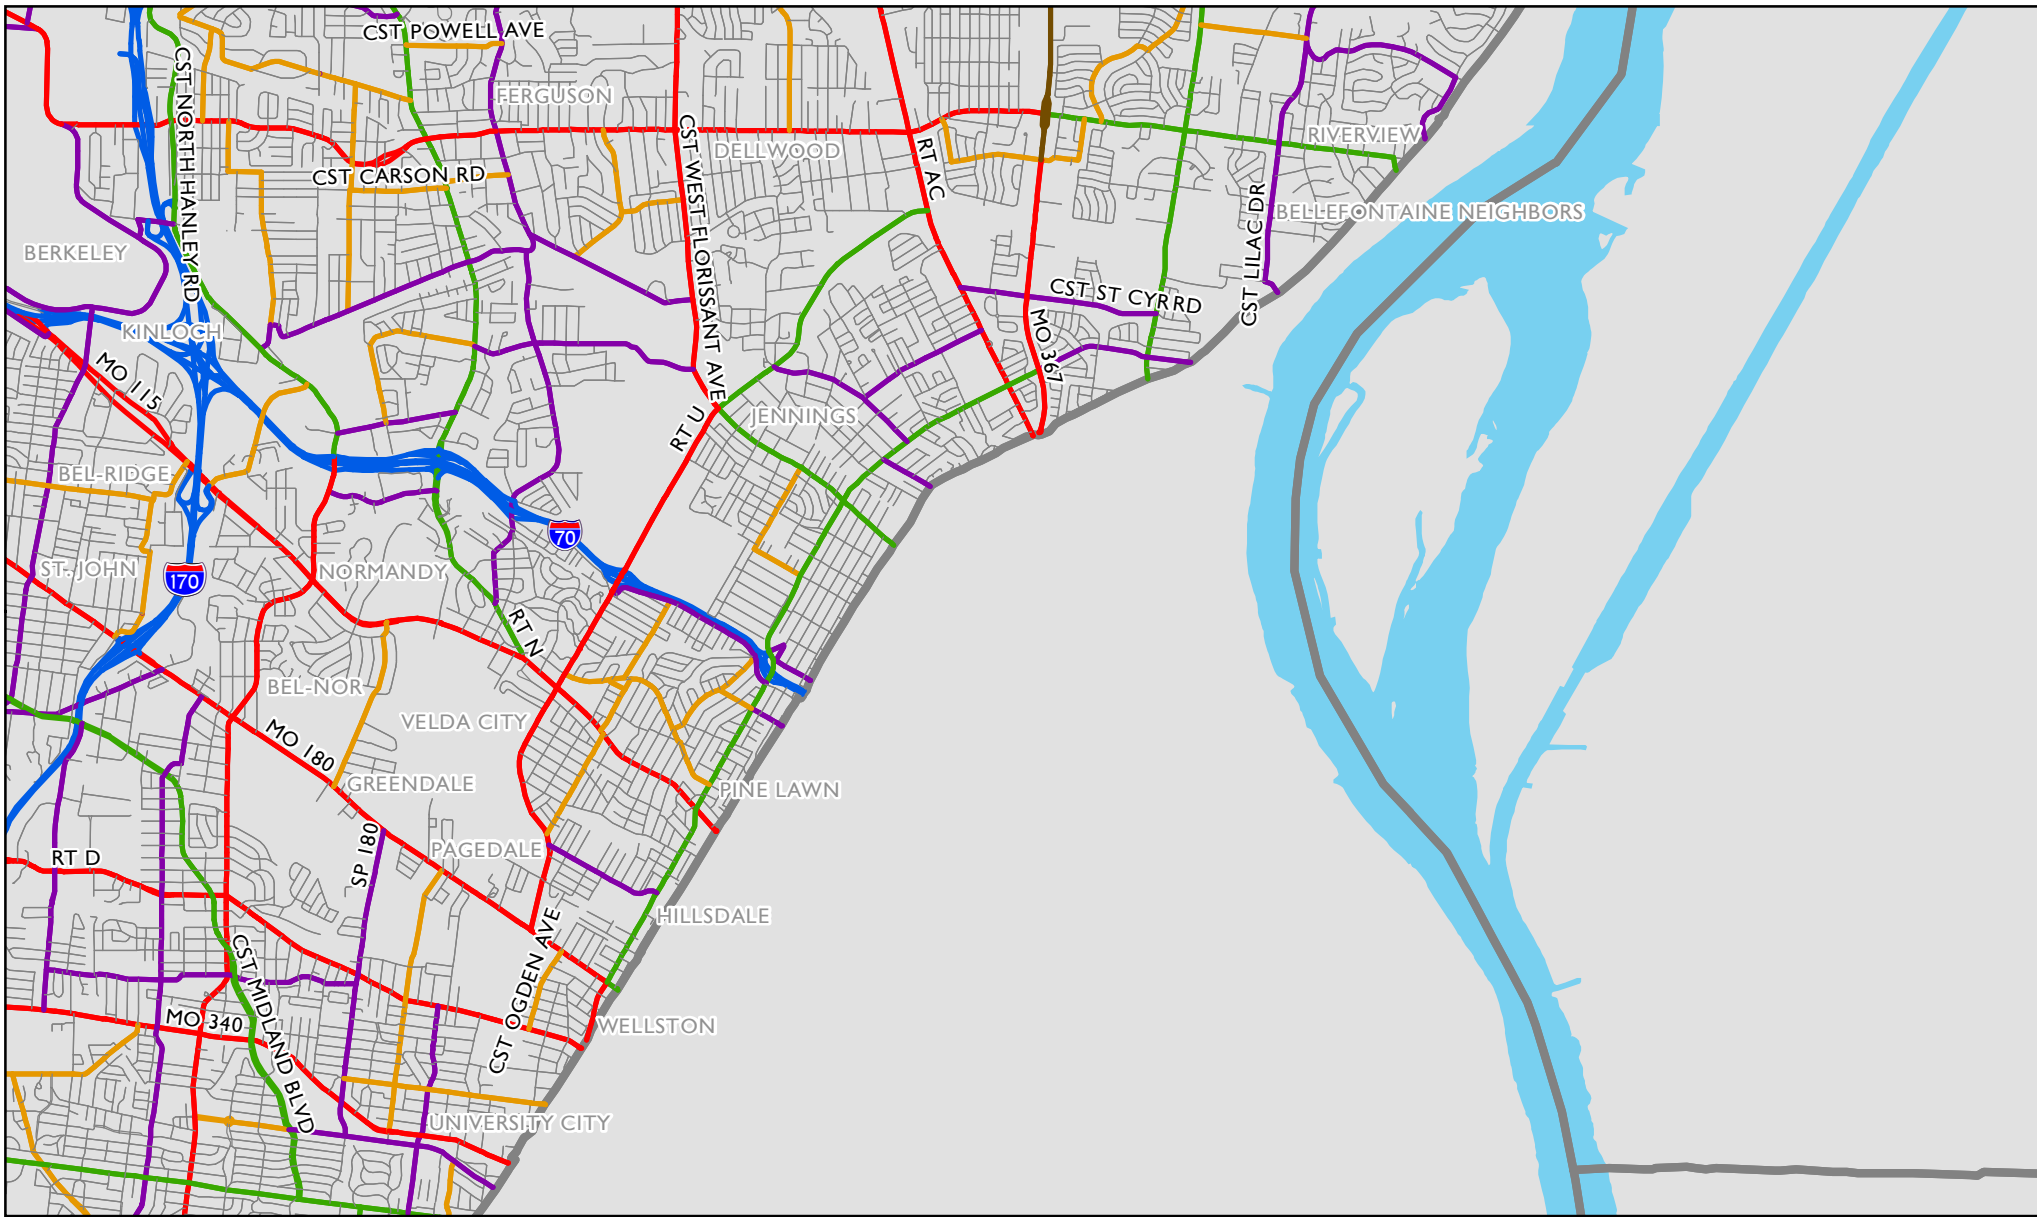 CST POWELL AVE
CST NORTH HANLEY RD
FERGUSON
RIVERVIEW
DELLWOOD
CST WEST FLORISSANT AVE
RT AC
CST CARSON RD
CST LILAC DR
BELLEFONTAINE NEIGHBORS
BERKELEY
CST ST CYR RD
KINLOCH
MO 367
MO 115
JENNINGS
RT U
BEL-RIDGE
70
ST. JOHN
170
NORMANDY
RT N
BEL-NOR
VELDA CITY
MO 180
GREENDALE
PINE LAWN
RT D
SP 180
PAGEDALE
HILLSDALE
CST OGDEN AVE
CST MIDLAND BLVD
MO 340
WELLSTON
UNIVERSITY CITY